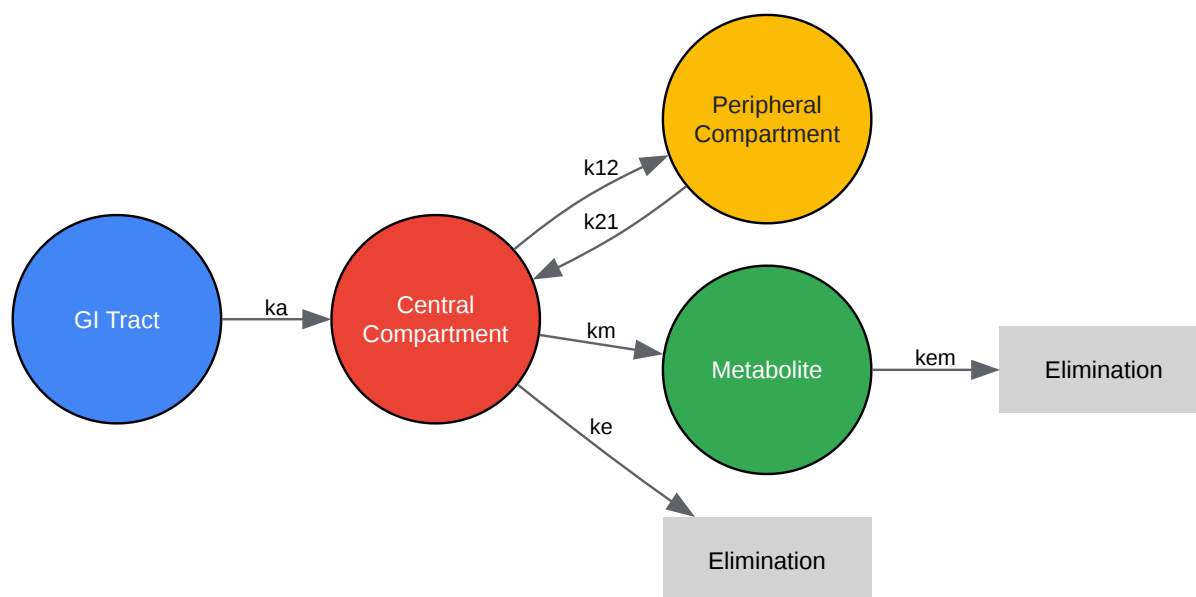 Peripheral
Compartment
k12
k21
GI Tract
ka
Central
Compartment
km
Metabolite
kem
Elimination
ke
Elimination